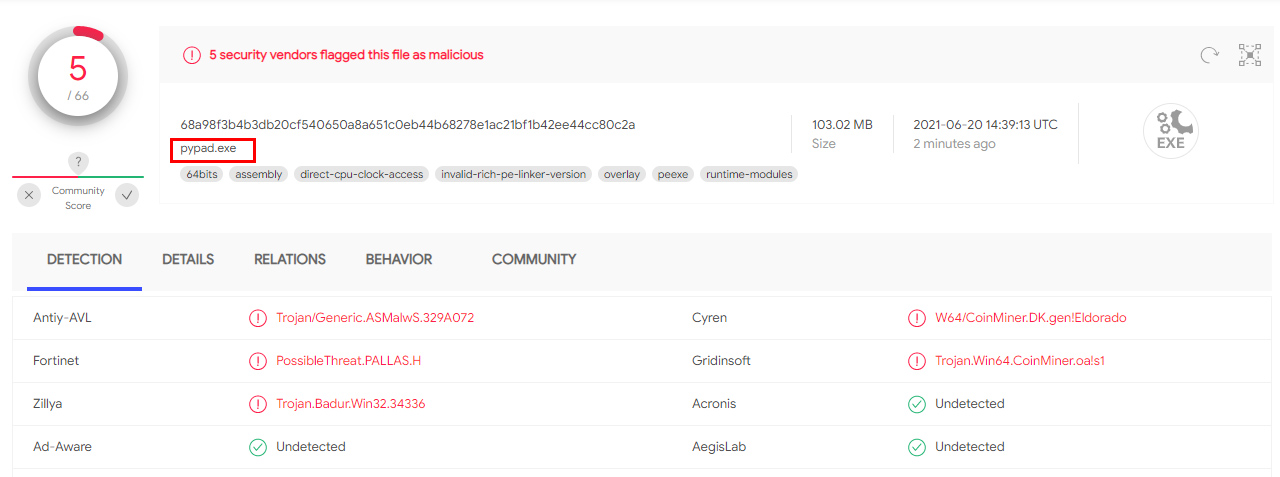 5
/ 66
?
Community
Score
5 security vendors flagged this file as malicious
68a98f3b4b3db20cf540650a8a651c0eb44b68278e1ac21bf1b42ee44cc80c2a
pypad.exe
64bits assembly direct-cpu-clock-access invalid-rich-pe-linker-version overlay peexe runtime-modules
103.02 MB
Size
2021-06-20 14:39:13 UTC
2 minutes ago
EXE
DETECTION DETAILS RELATIONS BEHAVIOR COMMUNITY
Antiy-AVL Trojan/Generic.ASMalwS.329A072 Cyren W64/CoinMiner.DK.gen!Eldorado
Fortinet PossibleThreat.PALLAS.H Gridinsoft Trojan.Win64.CoinMiner.oa!s1
Zillya Trojan.Badur.Win32.34336 Acronis Undetected
Ad-Aware Undetected AegisLab Undetected